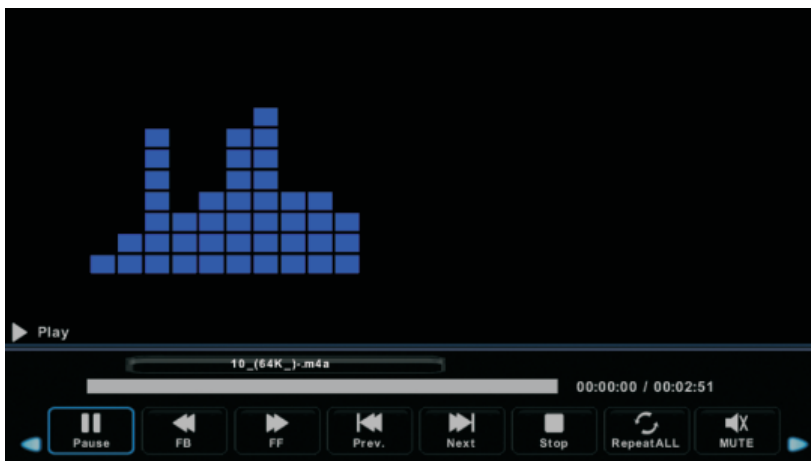 Play
10_(64K_)-.m4a
00:00:00 / 00:02:51
Pause FB FF Prev. Next Stop RepeatALL MUTE